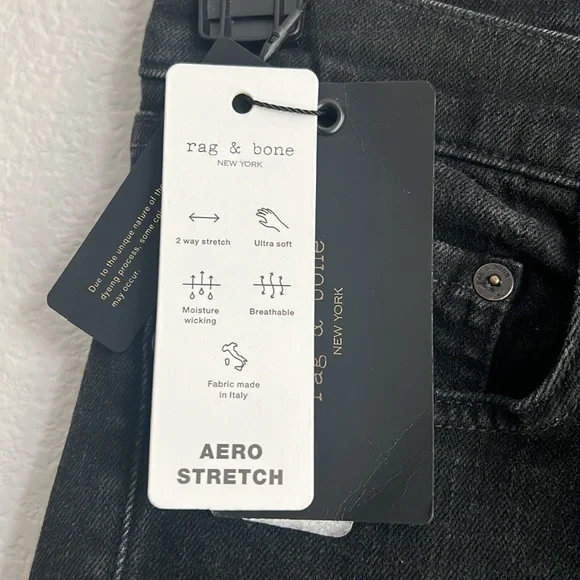 rag & bone
NEW YORK
2 way stretch
Ultra soft
Moisture
wicking
Breathable
Fabric made
in Italy
AERO
STRETCH
rag & bone
NEW YORK
Due to the unique nature of the
dyeing process, some
may occur.